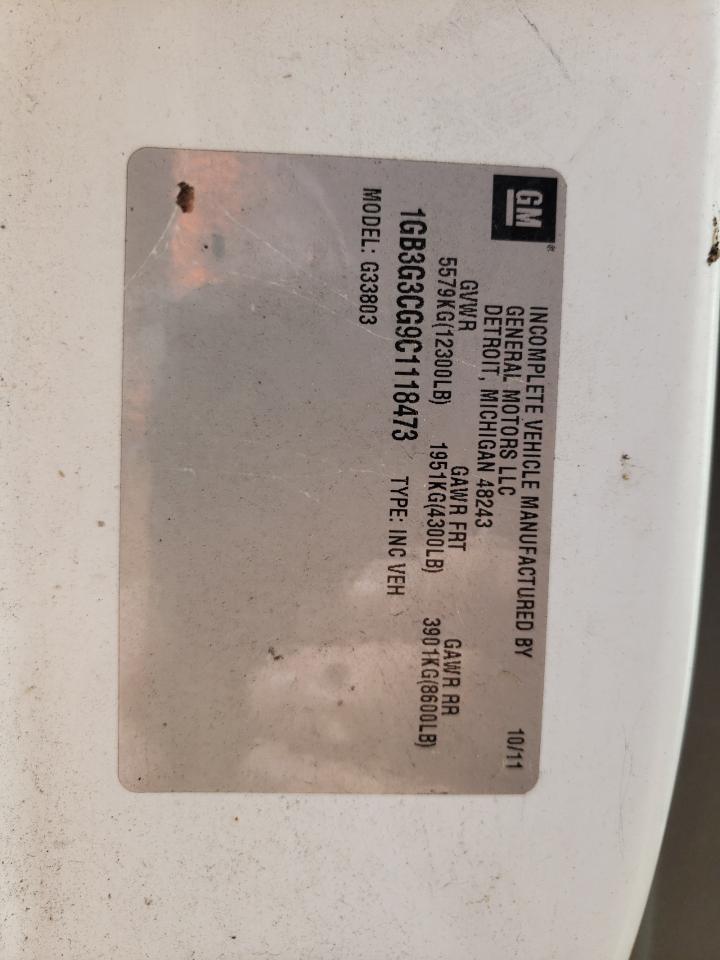 GM
INCOMPLETE VEHICLE MANUFACTURED BY
GENERAL MOTORS LLC 10/11
DETROIT, MICHIGAN 48243
GVWR GAWR FRT GAWR RR
5579KG(12300LB) 1951KG(4300LB) 3901KG(8600LB)
1GB3G3CG9C1118473 TYPE: INC VEH
MODEL: G33803